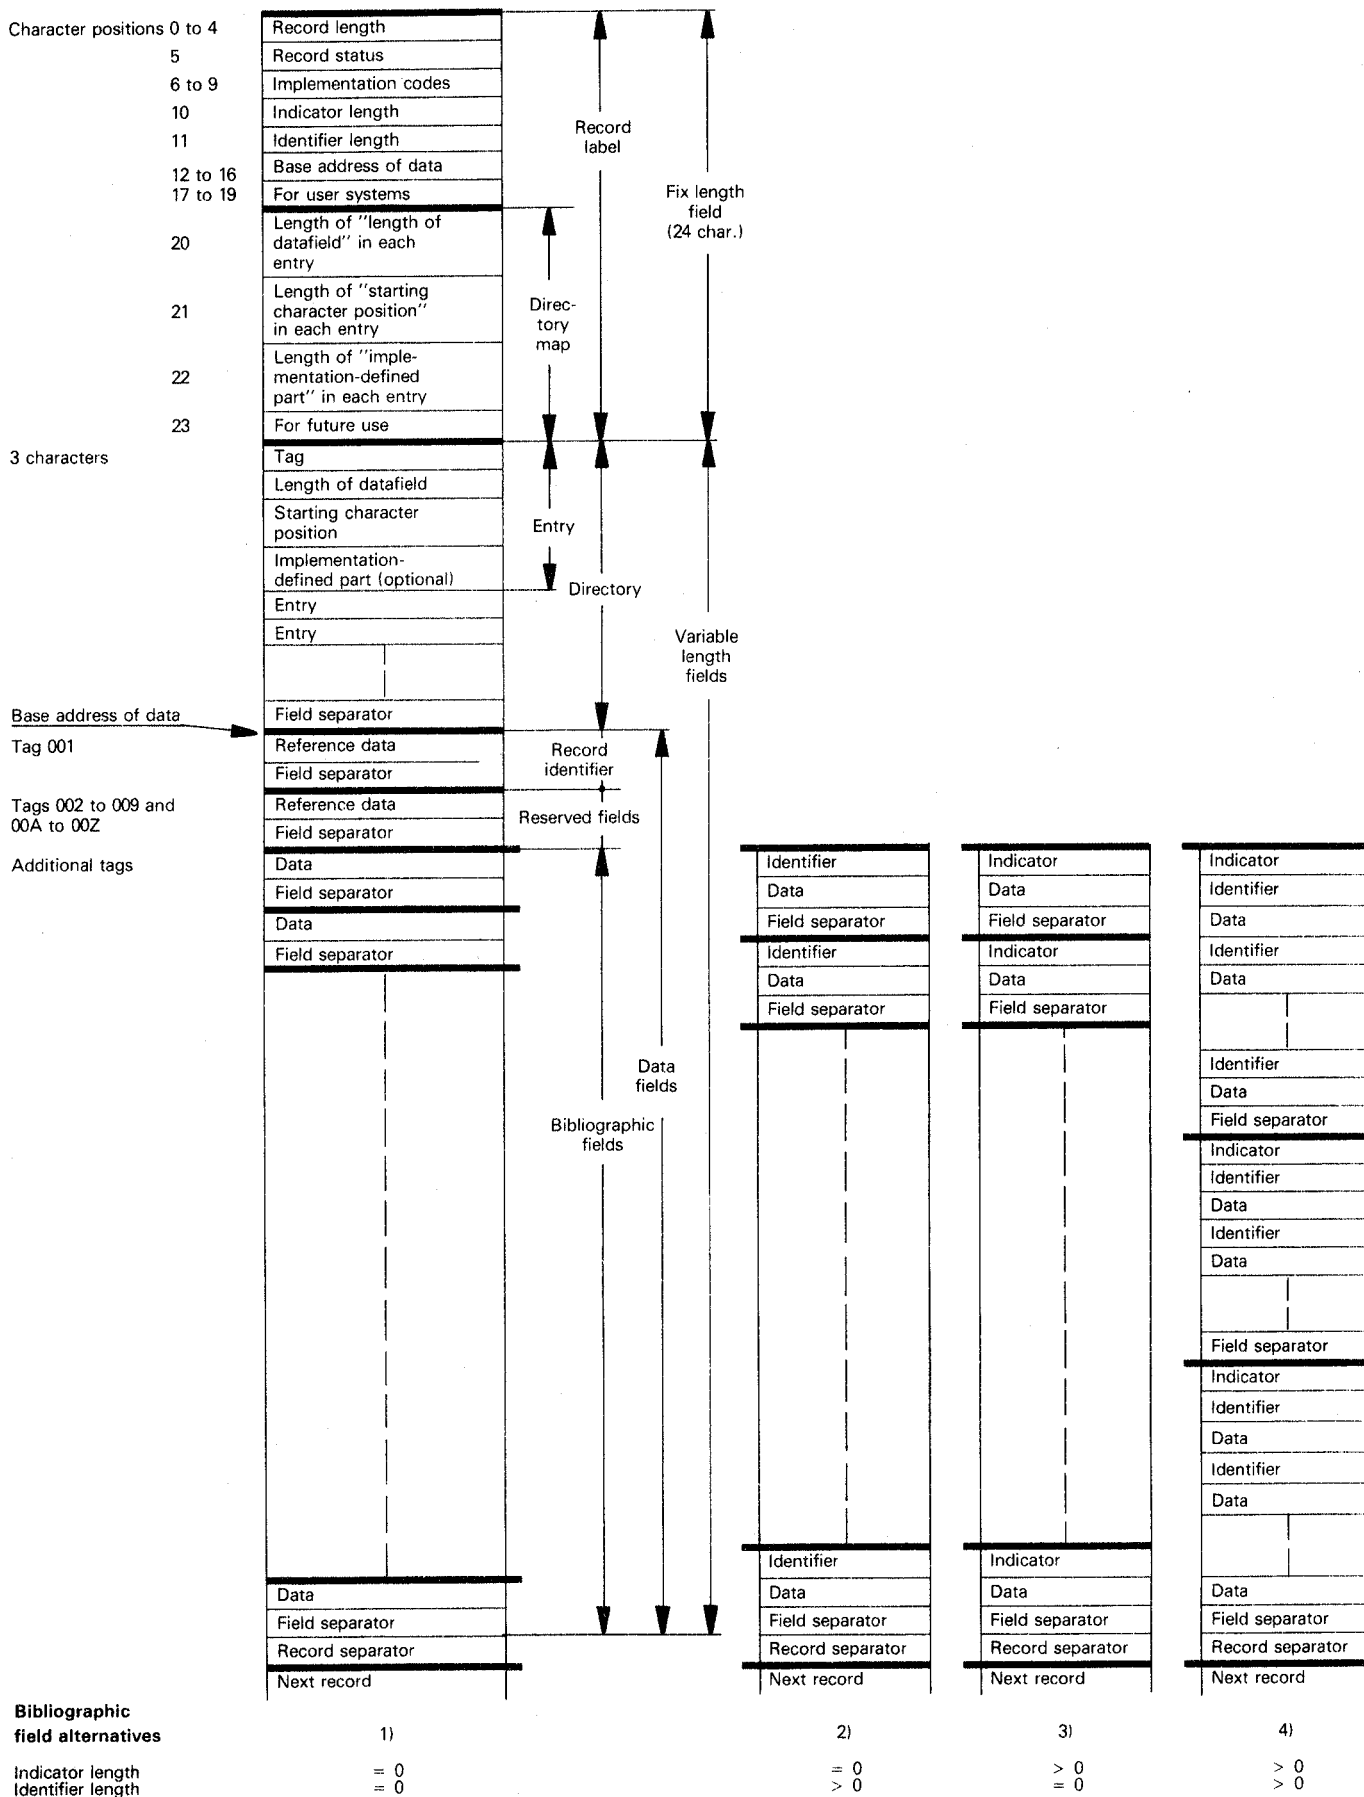 Character positions 0 to 4
Record length
5
Record status
6 to 9
Implementation codes
10
Indicator length
11
Identifier length
12 to 16
Base address of data
17 to 19
For user systems
20
Length of "length of
datafield" in each
entry
21
Length of "starting
character position"
in each entry
22
Length of "imple-
mentation-defined
part" in each entry
23
For future use
Record
label
Fix length
field
(24 char.)
Direc-
tory
map
3 characters
Tag
Length of datafield
Starting character
position
Implementation-
defined part (optional)
Entry
Entry
Field separator
Entry
Directory
Variable
length
fields
Base address of data
Tag 001
Reference data
Field separator
Record
identifier
Tags 002 to 009 and
00A to 00Z
Reference data
Field separator
Reserved fields
Additional tags
Data
Field separator
Data
Field separator
Data
fields
Bibliographic
fields
Data
Field separator
Record separator
Next record
Identifier
Data
Field separator
Identifier
Data
Field separator
Identifier
Data
Field separator
Record separator
Next record
Indicator
Data
Field separator
Indicator
Data
Field separator
Indicator
Data
Field separator
Record separator
Next record
Indicator
Identifier
Data
Identifier
Data
Identifier
Data
Field separator
Indicator
Identifier
Data
Identifier
Data
Field separator
Indicator
Identifier
Data
Identifier
Data
Data
Field separator
Record separator
Next record
Bibliographic
field alternatives
1)
2)
3)
4)
Indicator length = 0 = 0 > 0 > 0
Identifier length = 0 > 0 = 0 > 0